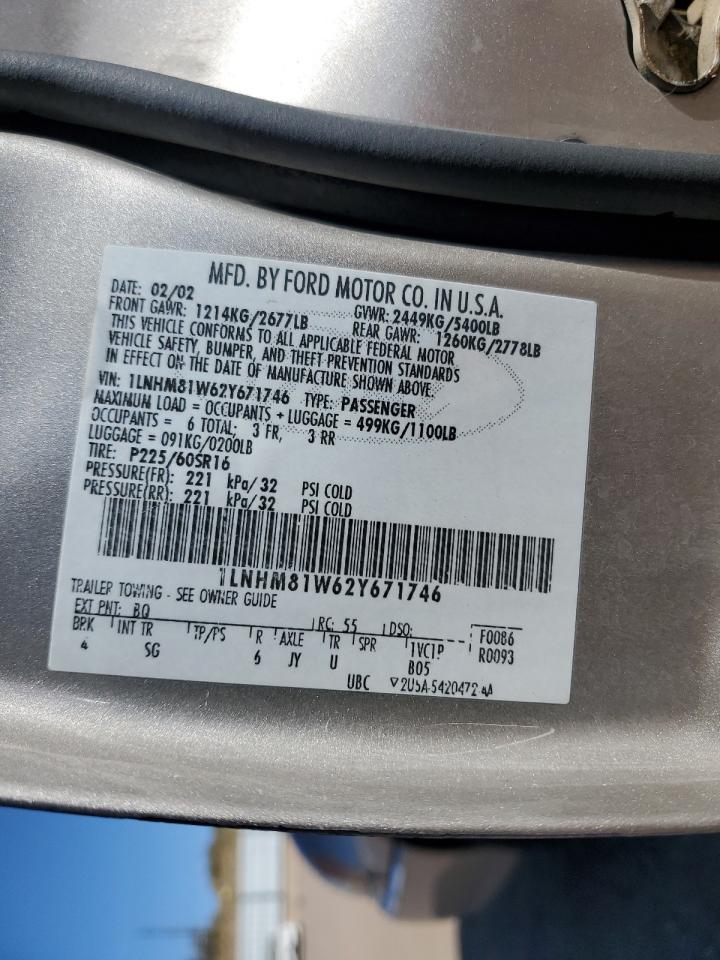 MFD. BY FORD MOTOR CO. IN U.S.A.
DATE: 02/02 GVWR: 2449KG/5400LB
FRONT GAWR: 1214KG/2677LB REAR GAWR: 1260KG/2778LB
THIS VEHICLE CONFORMS TO ALL APPLICABLE FEDERAL MOTOR
VEHICLE SAFETY, BUMPER, AND THEFT PREVENTION STANDARDS
IN EFFECT ON THE DATE OF MANUFACTURE SHOWN ABOVE.
VIN: 1LNHM81W62Y671746 TYPE: PASSENGER
MAXIMUM LOAD = OCCUPANTS + LUGGAGE = 499KG/1100LB
OCCUPANTS = 6 TOTAL; 3 FR, 3 RR
LUGGAGE = 091KG/0200LB
TIRE: P225/60SR16
PRESSURE(FR): 221 kPa/32 PSI COLD
PRESSURE(RR): 221 kPa/32 PSI COLD
1LNHM81W62Y671746
TRAILER TOWING - SEE OWNER GUIDE
EXT PNT: BQ RC: 55 DSO: F0086
BRK INT TR TP/PS R AXLE TR SPR 1VC1P R0093
4 SG 6 JY U B05
UBC 2U5A-5420472-AA